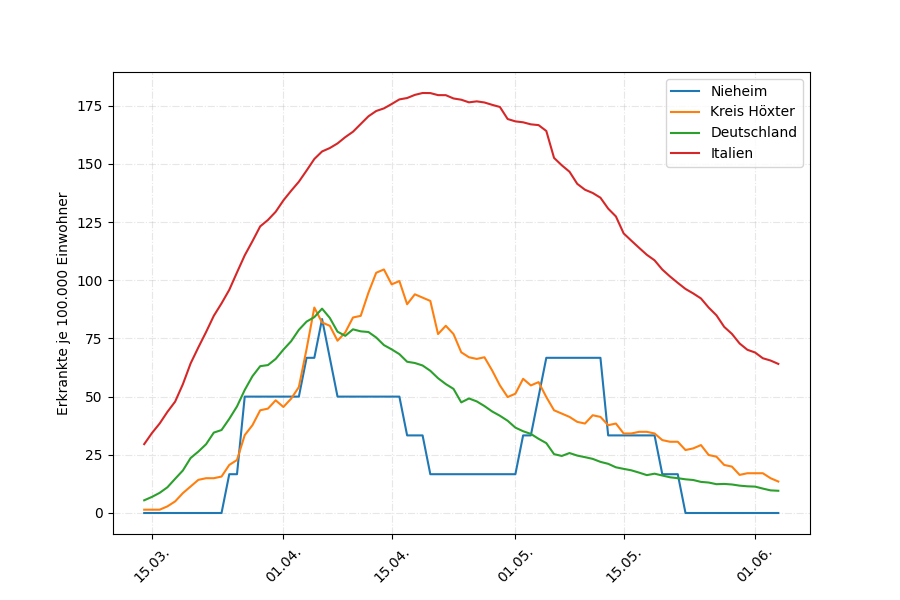 Erkrankte je 100.000 Einwohner
175
150
125
100
75
50
25
0
15.03.
01.04.
15.04.
01.05.
15.05.
01.06.
Nieheim
Kreis Höxter
Deutschland
Italien